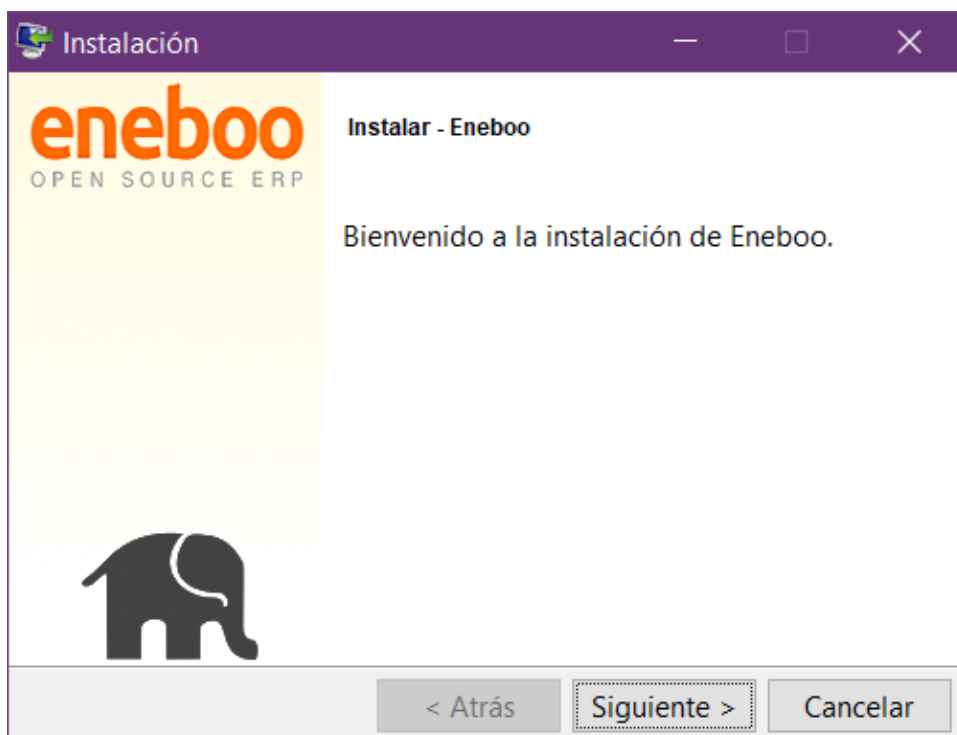 Instalación
eneboo
OPEN SOURCE ERP
Instalar - Eneboo
Bienvenido a la instalación de Eneboo.
< Atrás
Siguiente >
Cancelar